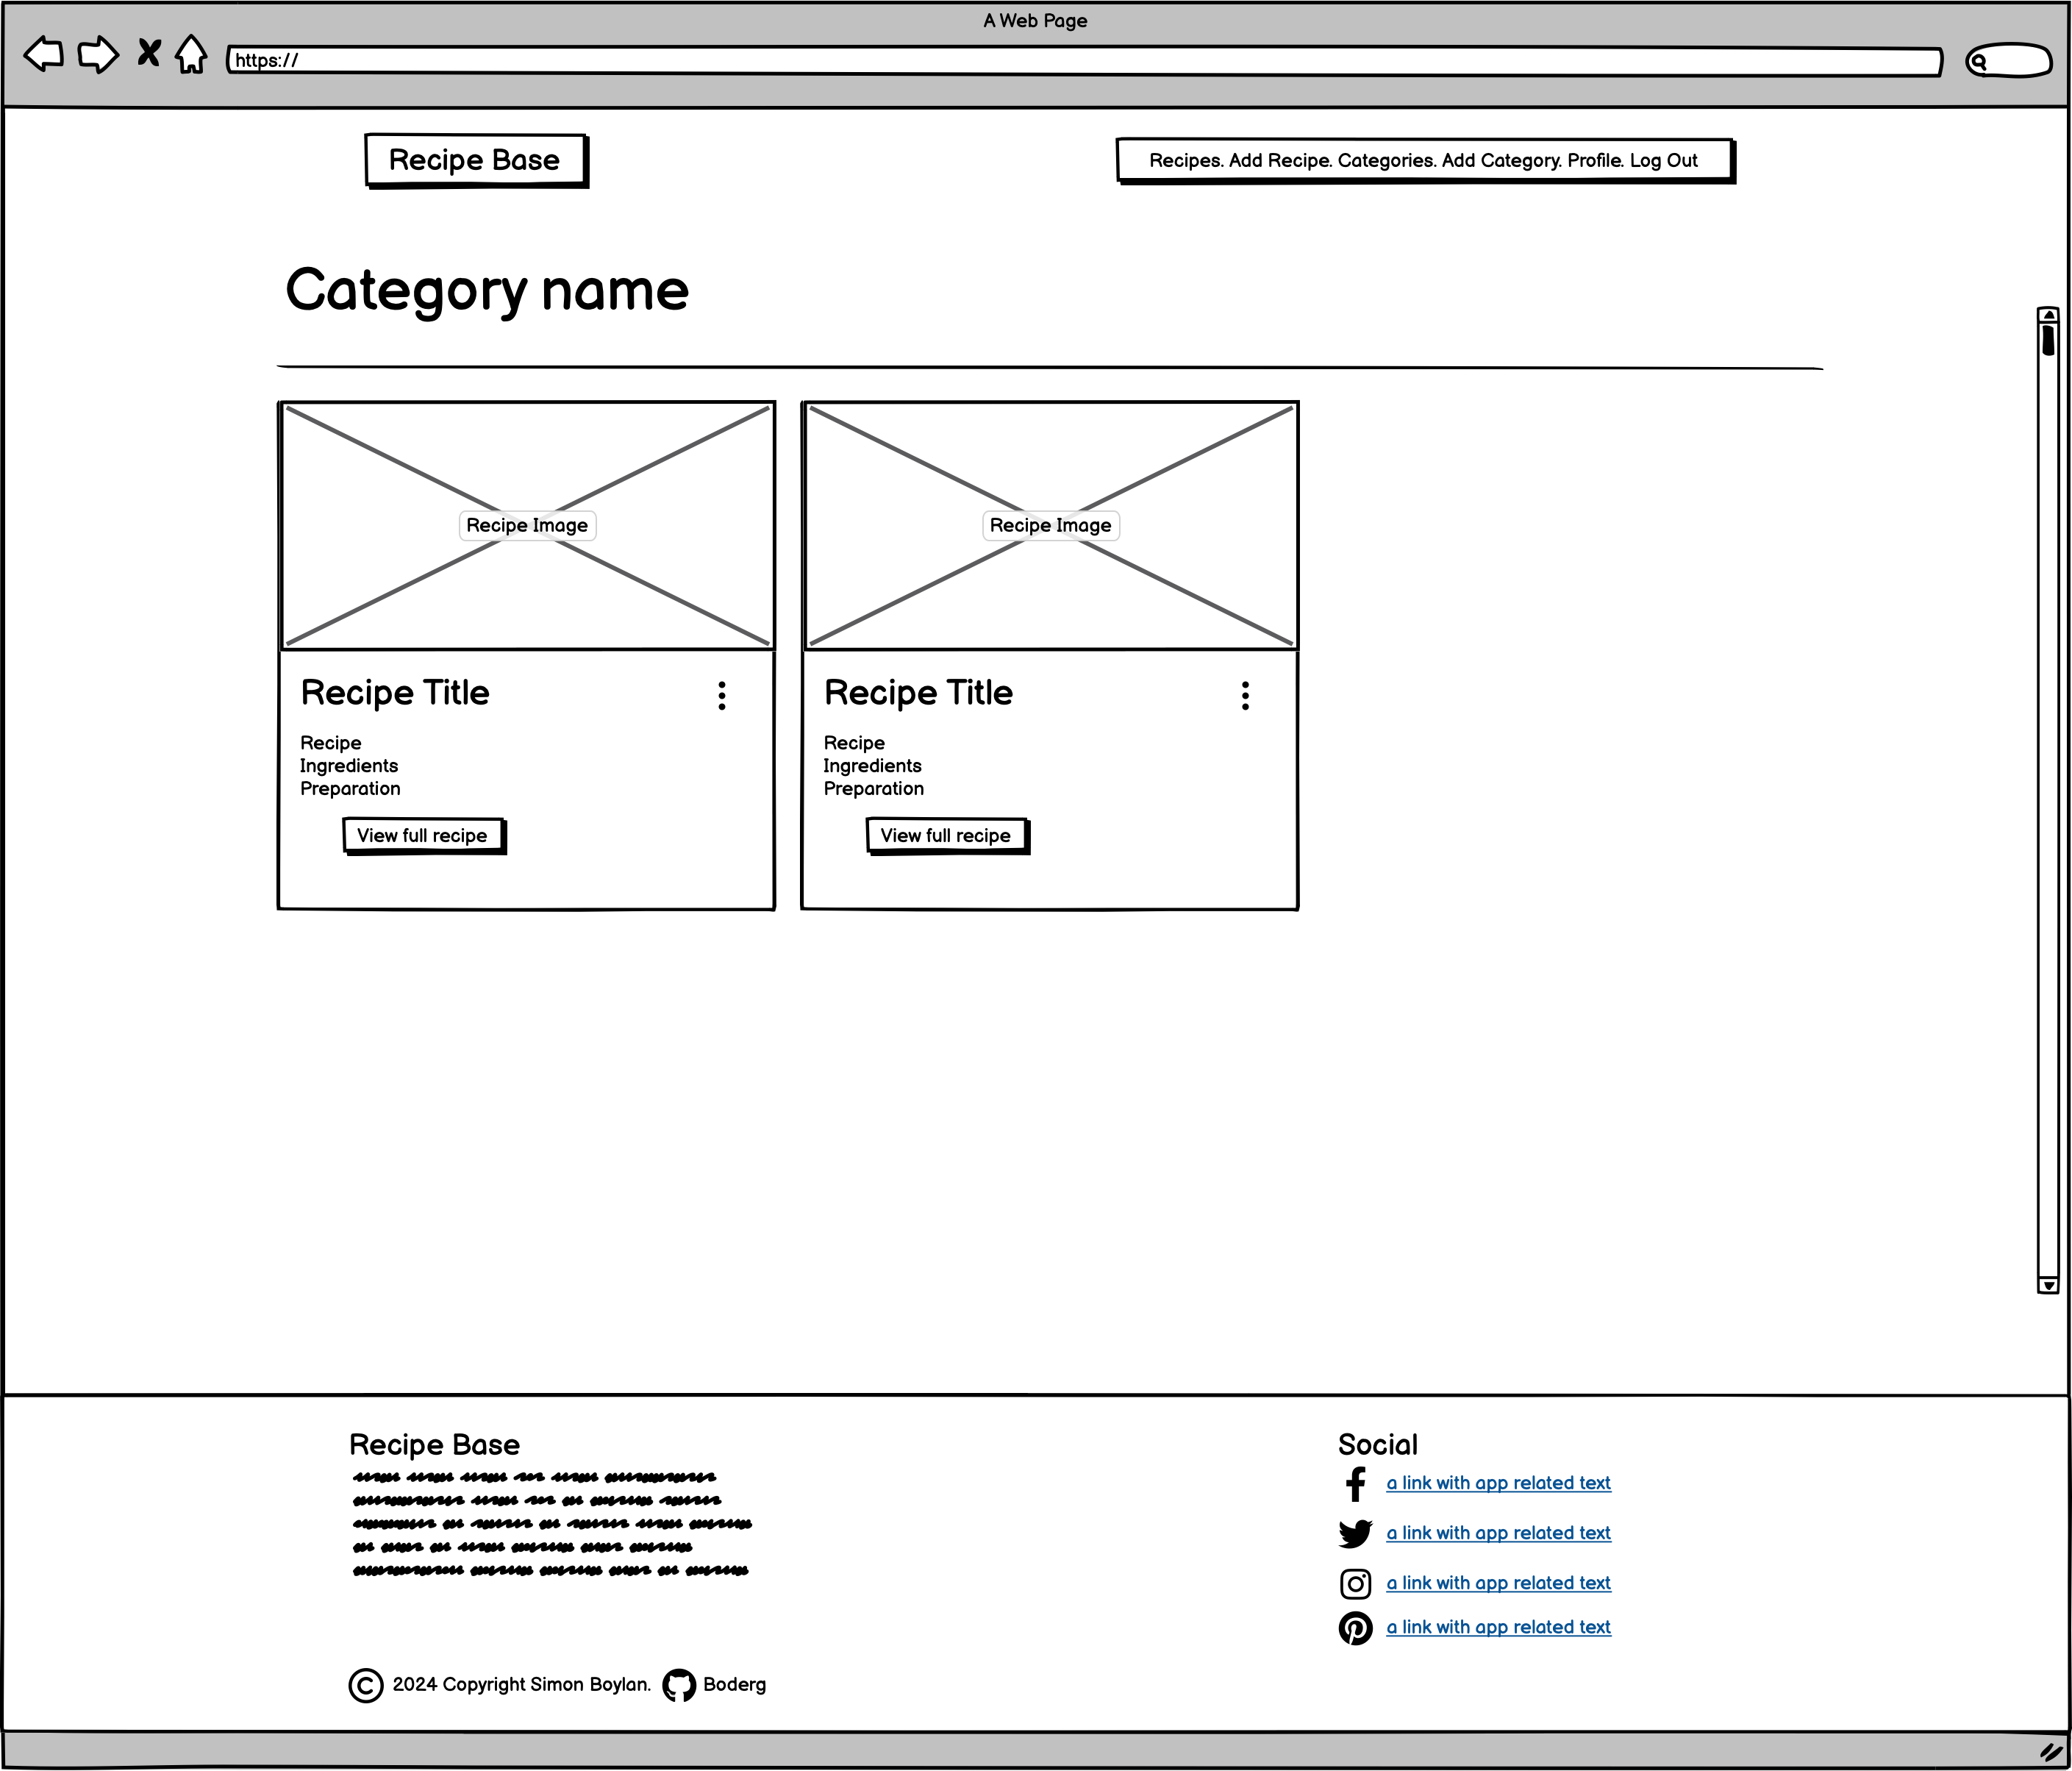 A Web Page
https://
Recipe Base
Recipes. Add Recipe. Categories. Add Category. Profile. Log Out
Category name
Recipe Image
Recipe Image
Recipe Title
Recipe
Ingredients
Preparation
View full recipe
Recipe Title
Recipe
Ingredients
Preparation
View full recipe
Recipe Base
Social
a link with app related text
a link with app related text
a link with app related text
a link with app related text
© 2024 Copyright Simon Boylan. Boderg